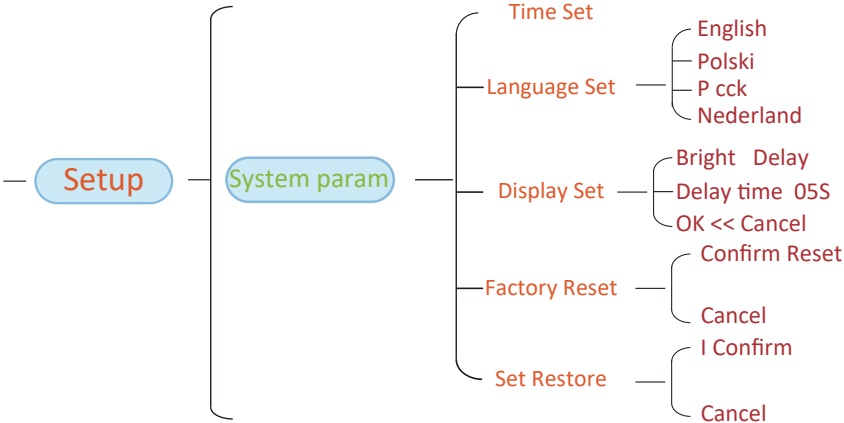 Setup
System param
Time Set
Language Set
English
Polski
P cck
Nederland
Display Set
Bright Delay
Delay time 05S
OK << Cancel
Factory Reset
Confirm Reset
Cancel
Set Restore
I Confirm
Cancel